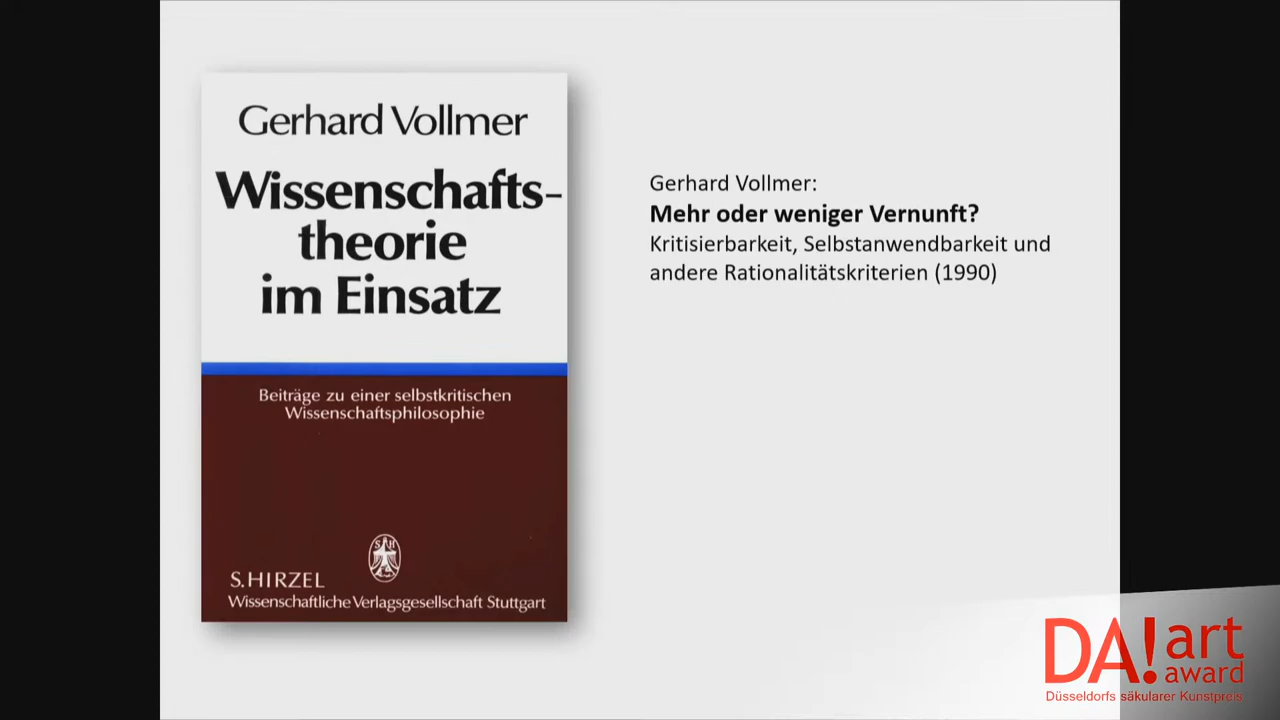 Gerhard Vollmer
Wissenschafts-
theorie
im Einsatz
Beiträge zu einer selbstkritischen
Wissenschaftsphilosophie
SH
S. HIRZEL
Wissenschaftliche Verlagsgesellschaft Stuttgart
Gerhard Vollmer:
Mehr oder weniger Vernunft?
Kritisierbarkeit, Selbstanwendbarkeit und
andere Rationalitätskriterien (1990)
DA! art
award
Düsseldorfs säkularer Kunstpreis